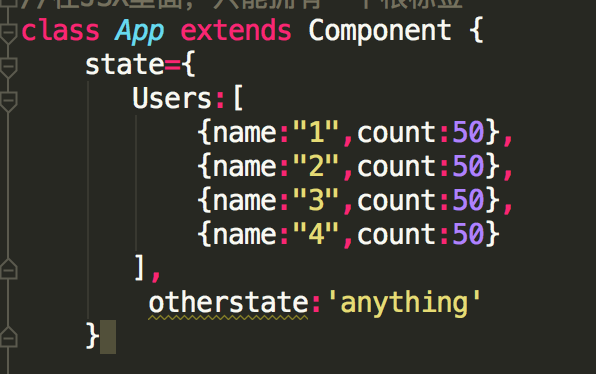 //在JSX里面，只能拥有一个根标签
class App extends Component {
state={
Users:[
{name:"1",count:50},
{name:"2",count:50},
{name:"3",count:50},
{name:"4",count:50}
],
otherstate:'anything'
}